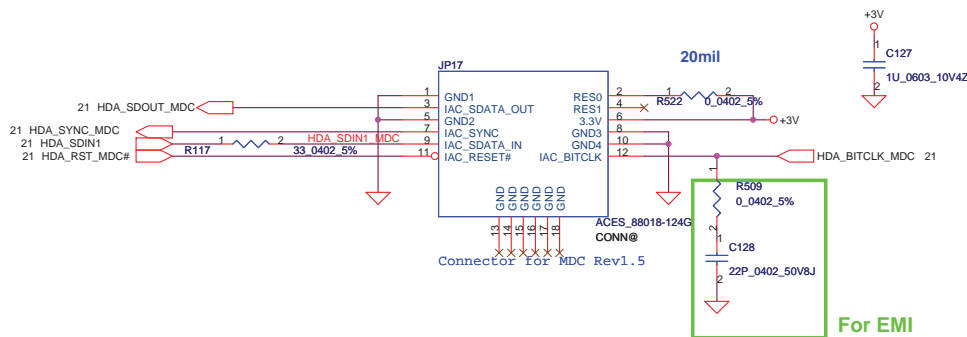 +3V
1
C127
1U_0603_10V4Z
2
20mil
JP17
1 GND1 RES0 2 1 2
R522 0_0402_5%
21 HDA_SDOUT_MDC 3 IAC_SDATA_OUT RES1 4
5 GND2 3.3V 6 +3V
21 HDA_SYNC_MDC 7 IAC_SYNC GND3 8
21 HDA_SDIN1 1 2 HDA_SDIN1_MDC 9 IAC_SDATA_IN GND4 10
21 HDA_RST_MDC# R117 33_0402_5% 11 IAC_RESET# IAC_BITCLK 12 HDA_BITCLK_MDC 21
GND GND GND GND GND GND
13 14 15 16 17 18
ACES_88018-124G
CONN@
Connector for MDC Rev1.5
1
R509
0_0402_5%
2
1
C128
22P_0402_50V8J
2
For EMI